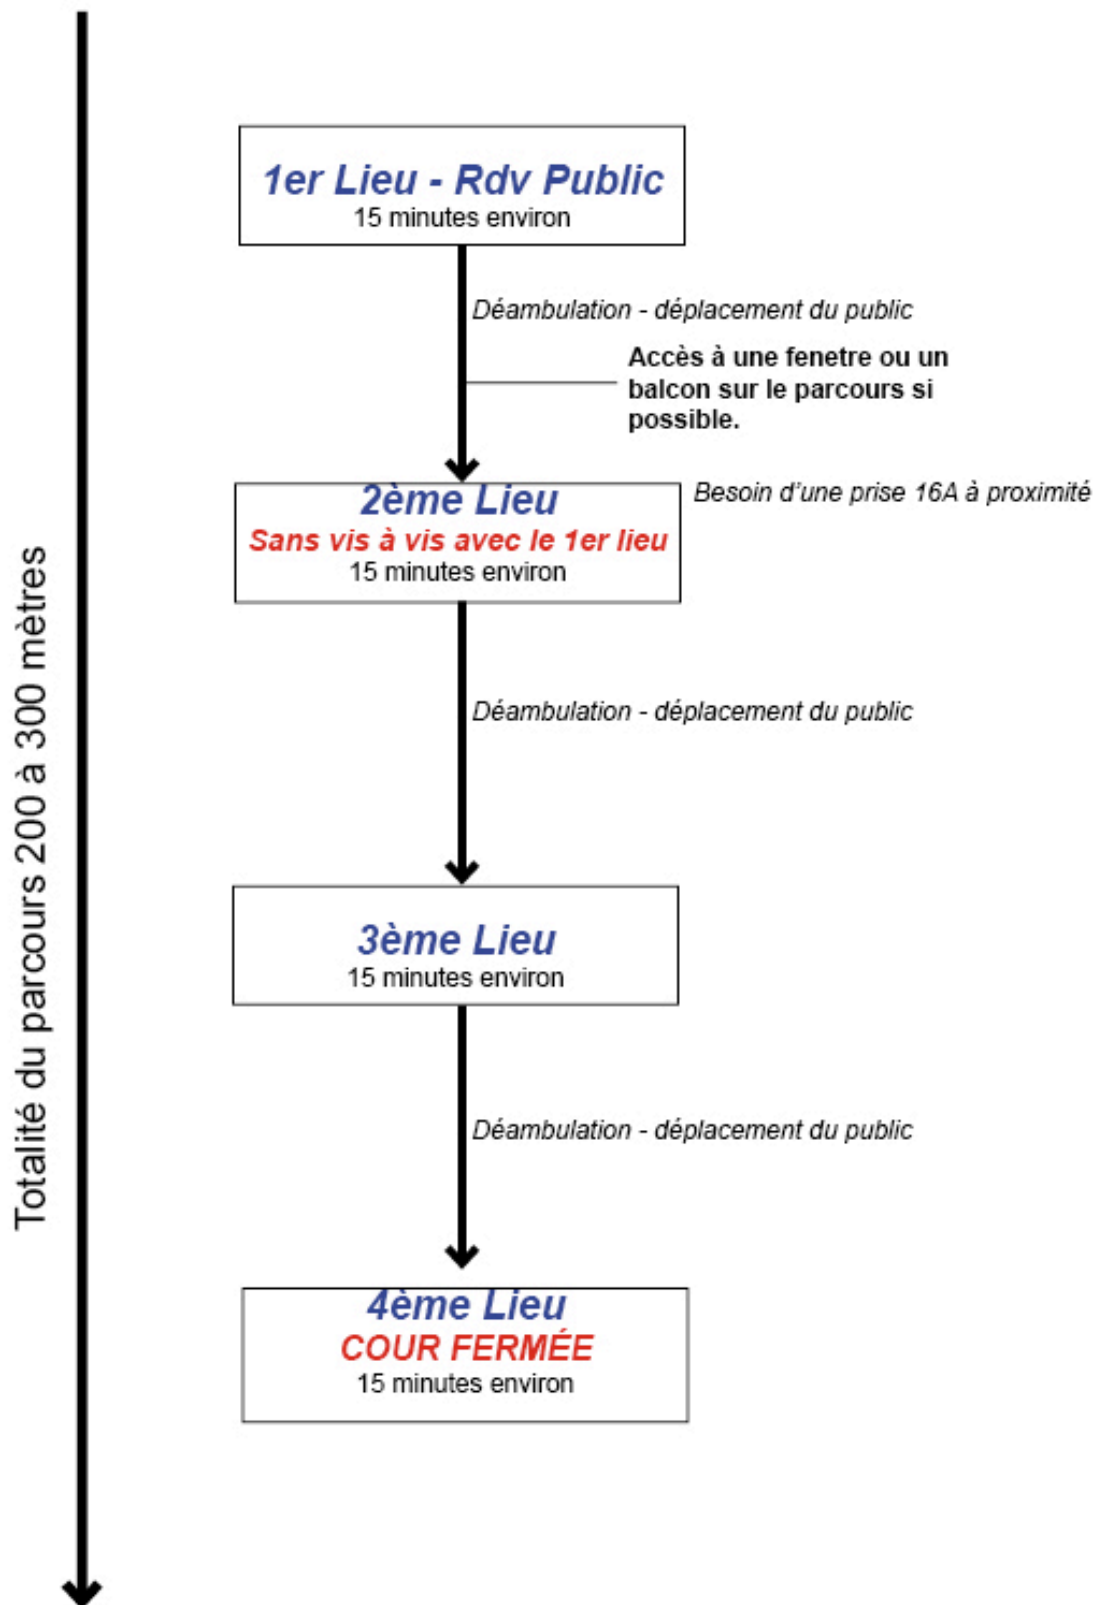 1er Lieu - Rdv Public
15 minutes environ
Déambulation - déplacement du public
Accès à une fenetre ou un
balcon sur le parcours si
possible.
2ème Lieu
Sans vis à vis avec le 1er lieu
15 minutes environ
Besoin d'une prise 16A à proximité
Déambulation - déplacement du public
3ème Lieu
15 minutes environ
Déambulation - déplacement du public
4ème Lieu
COUR FERMÉE
15 minutes environ
Totalité du parcours 200 à 300 mètres